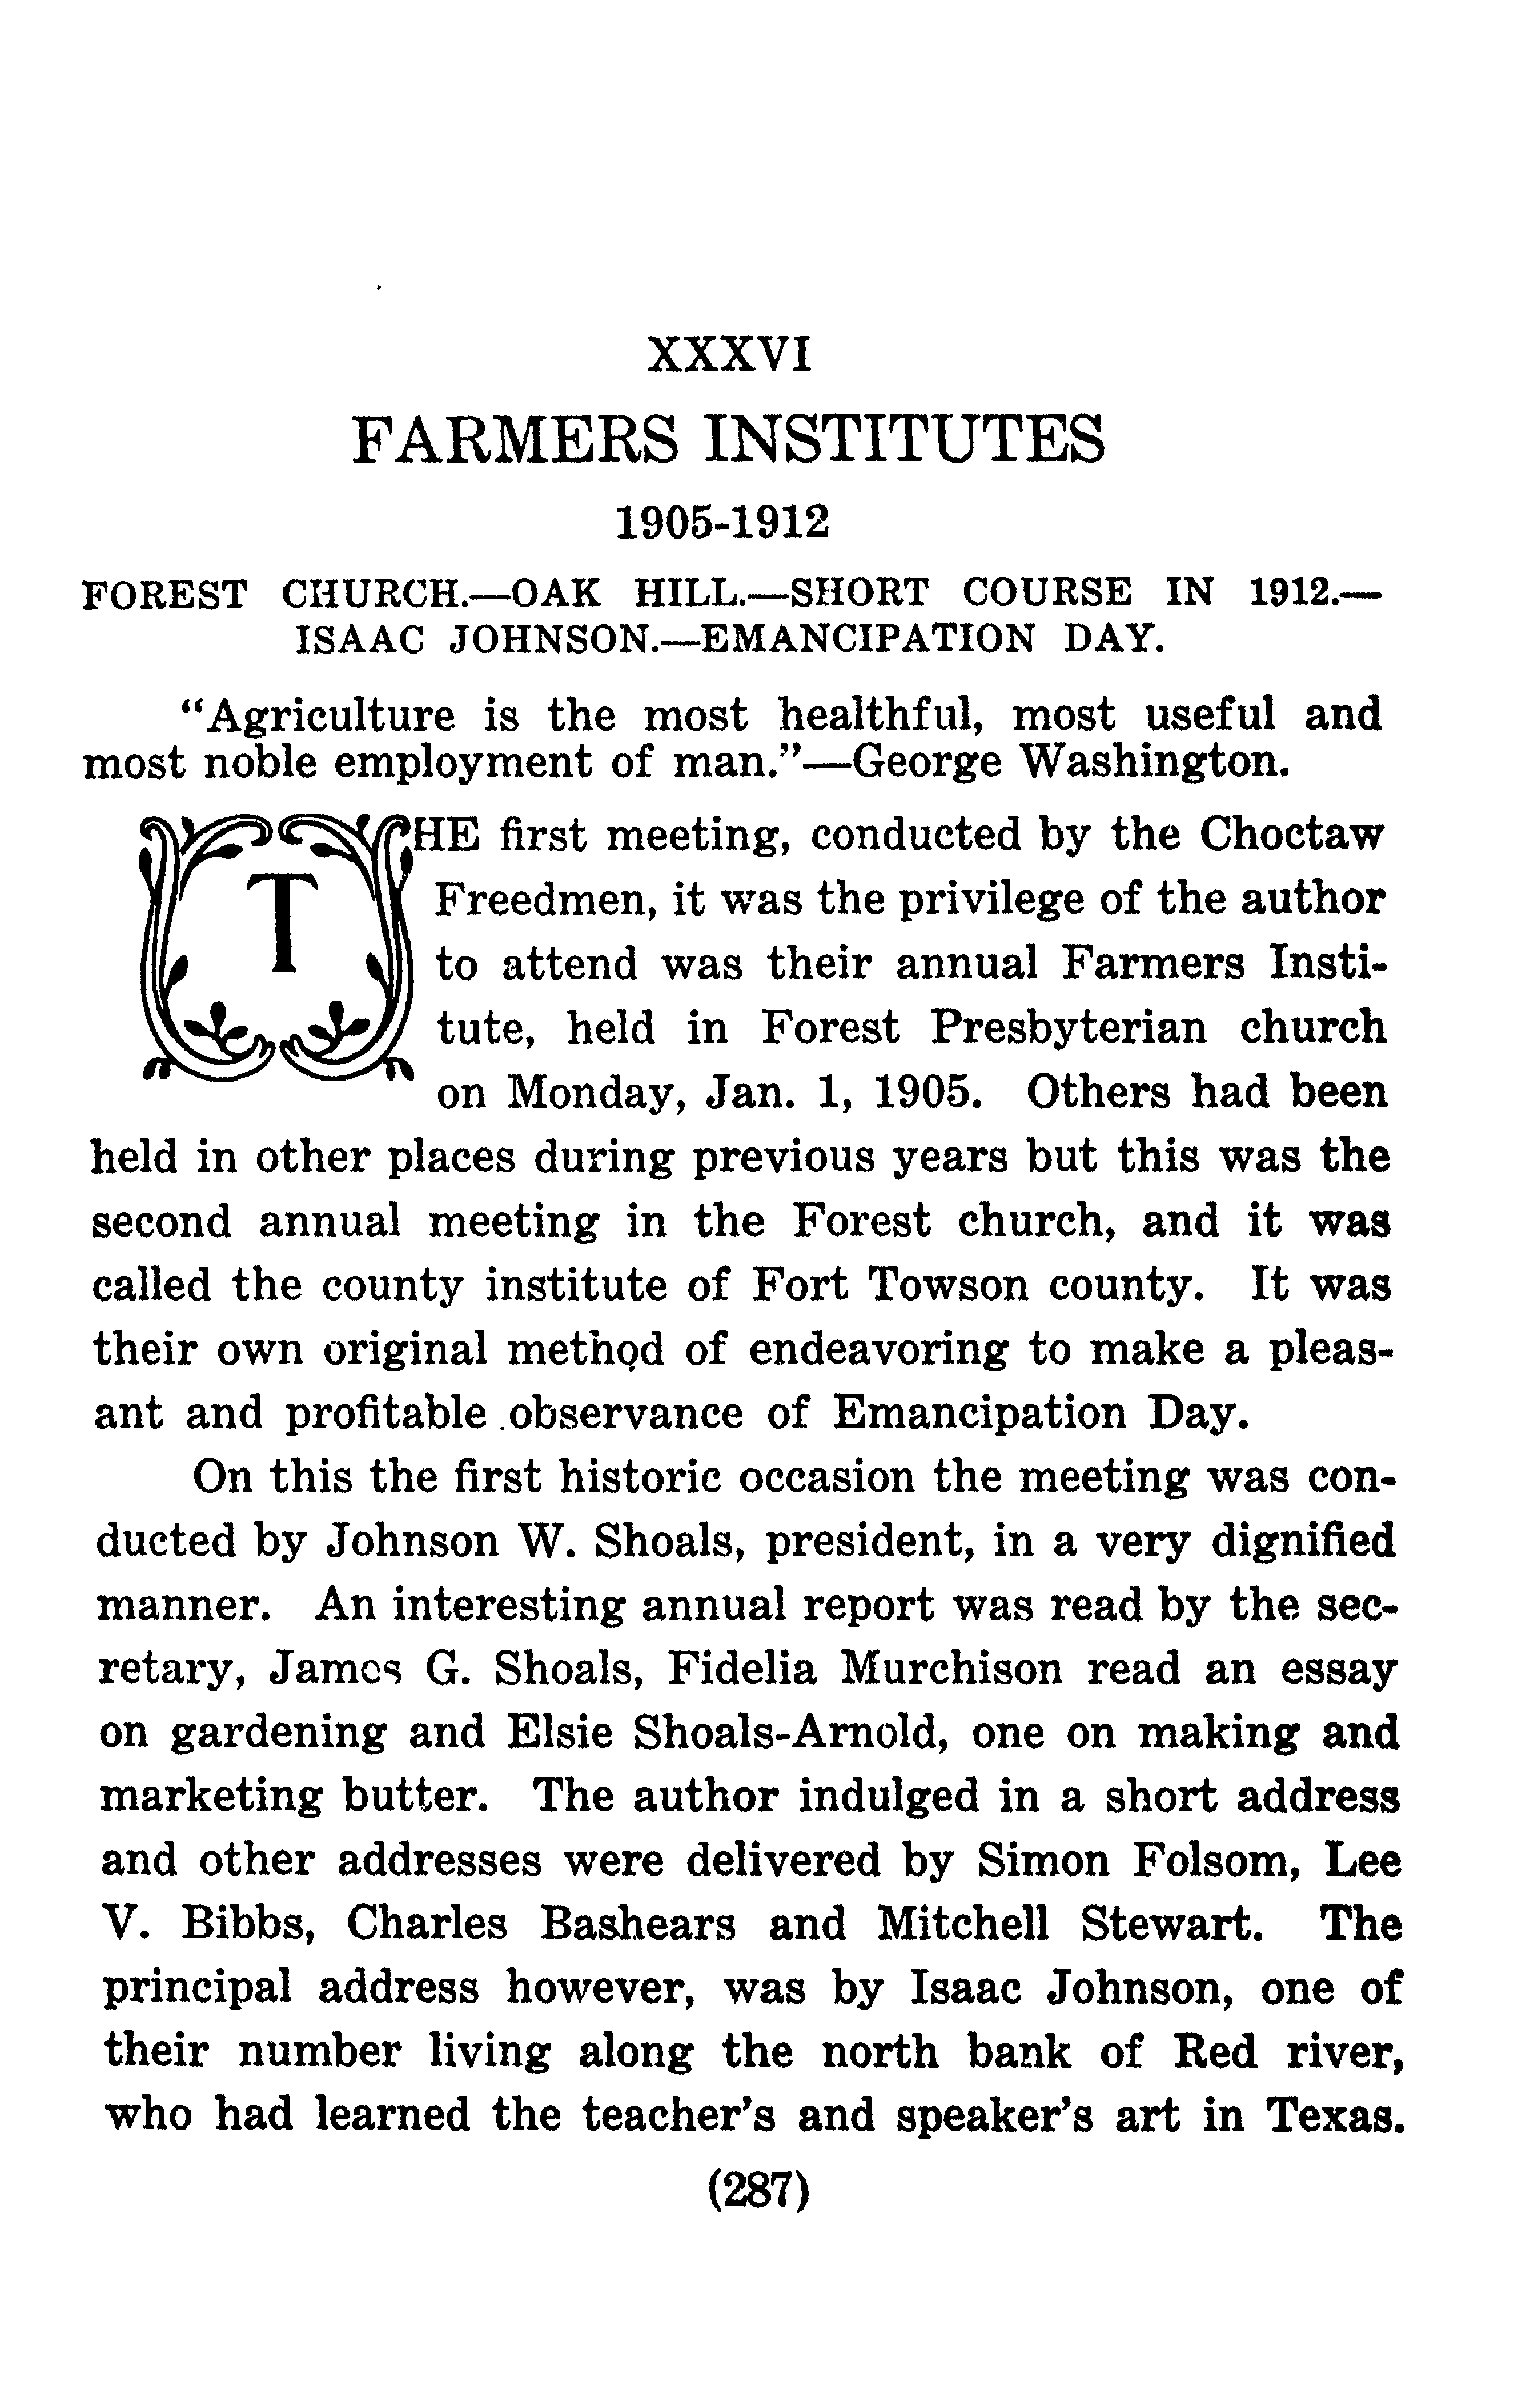 XXXVI
FARMERS INSTITUTES
1905-1912
FOREST CHURCH.—OAK HILL.—SHORT COURSE IN 1912.—
ISAAC JOHNSON.—EMANCIPATION DAY.
"Agriculture is the most healthful, most useful and
most noble employment of man."—George Washington.
THE first meeting, conducted by the Choctaw
Freedmen, it was the privilege of the author
to attend was their annual Farmers Insti-
tute, held in Forest Presbyterian church
on Monday, Jan. 1, 1905. Others had been
held in other places during previous years but this was the
second annual meeting in the Forest church, and it was
called the county institute of Fort Towson county. It was
their own original method of endeavoring to make a pleas-
ant and profitable observance of Emancipation Day.
On this the first historic occasion the meeting was con-
ducted by Johnson W. Shoals, president, in a very dignified
manner. An interesting annual report was read by the sec-
retary, James G. Shoals, Fidelia Murchison read an essay
on gardening and Elsie Shoals-Arnold, one on making and
marketing butter. The author indulged in a short address
and other addresses were delivered by Simon Folsom, Lee
V. Bibbs, Charles Bashears and Mitchell Stewart. The
principal address however, was by Isaac Johnson, one of
their number living along the north bank of Red river,
who had learned the teacher's and speaker's art in Texas.
(287)